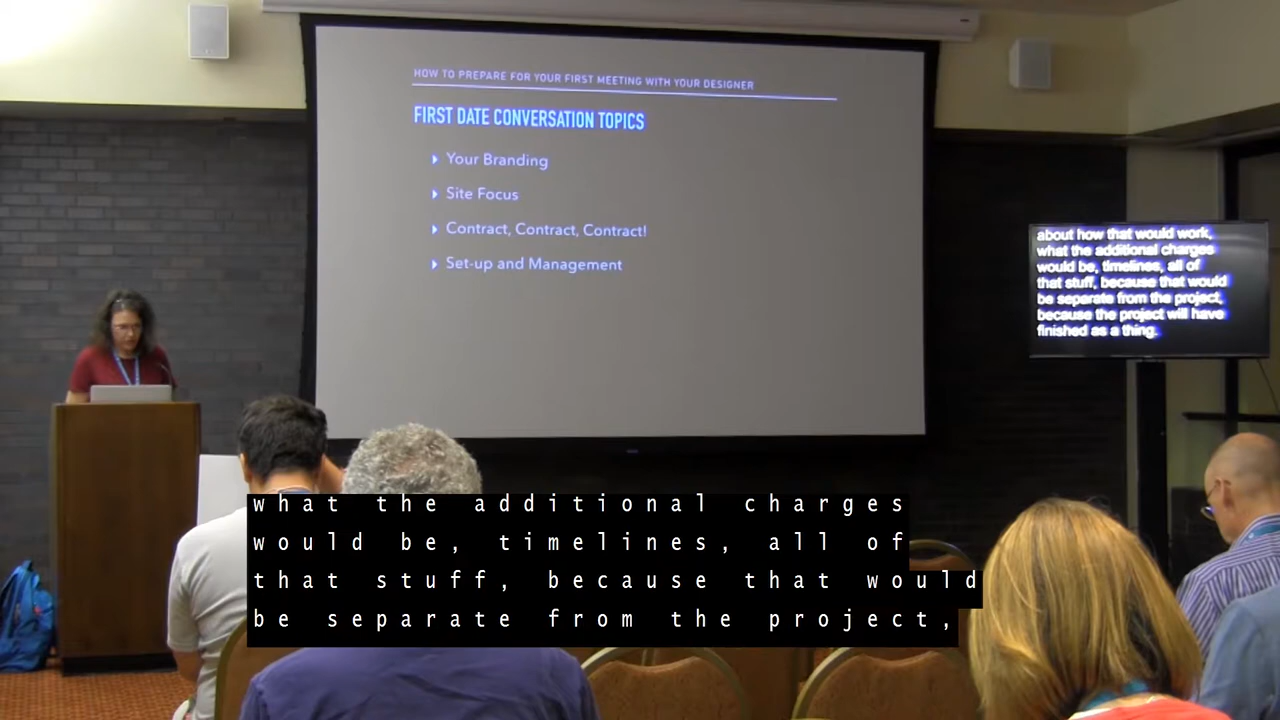 HOW TO PREPARE FOR YOUR FIRST MEETING WITH YOUR DESIGNER
FIRST DATE CONVERSATION TOPICS
Your Branding
Site Focus
Contract, Contract, Contract!
Set-up and Management
about how that would work,
what the additional charges
would be, timelines, all of
that stuff, because that would
be separate from the project,
because the project will have
finished as a thing.
what the additional charges
would be, timelines, all of
that stuff, because that would
be separate from the project,